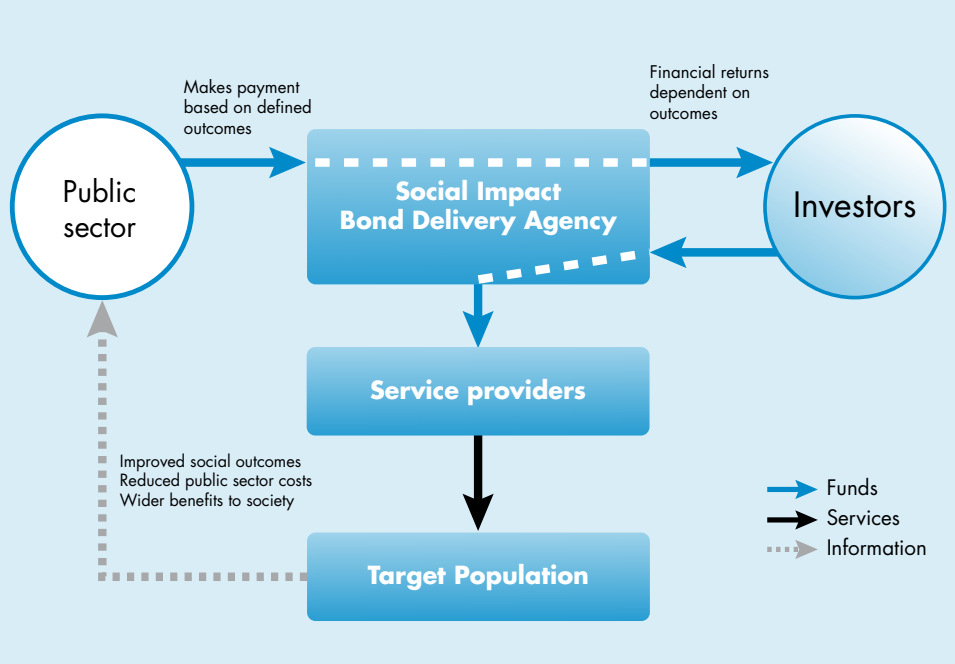 Makes payment
based on defined
outcomes
Financial returns
dependent on
outcomes
Public
sector
Social Impact
Bond Delivery Agency
Investors
Service providers
Improved social outcomes
Reduced public sector costs
Wider benefits to society
Target Population
Funds
Services
Information